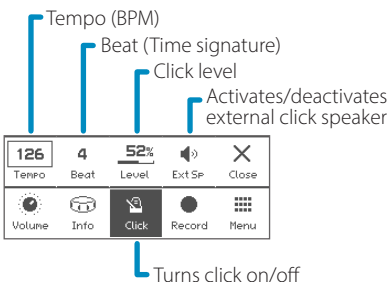 Tempo (BPM)
Beat (Time signature)
Click level
Activates/deactivates
external click speaker
126 4 52% Close
Tempo Beat Level Ext SP Close
Volume Info Click Record Menu
Turns click on/off